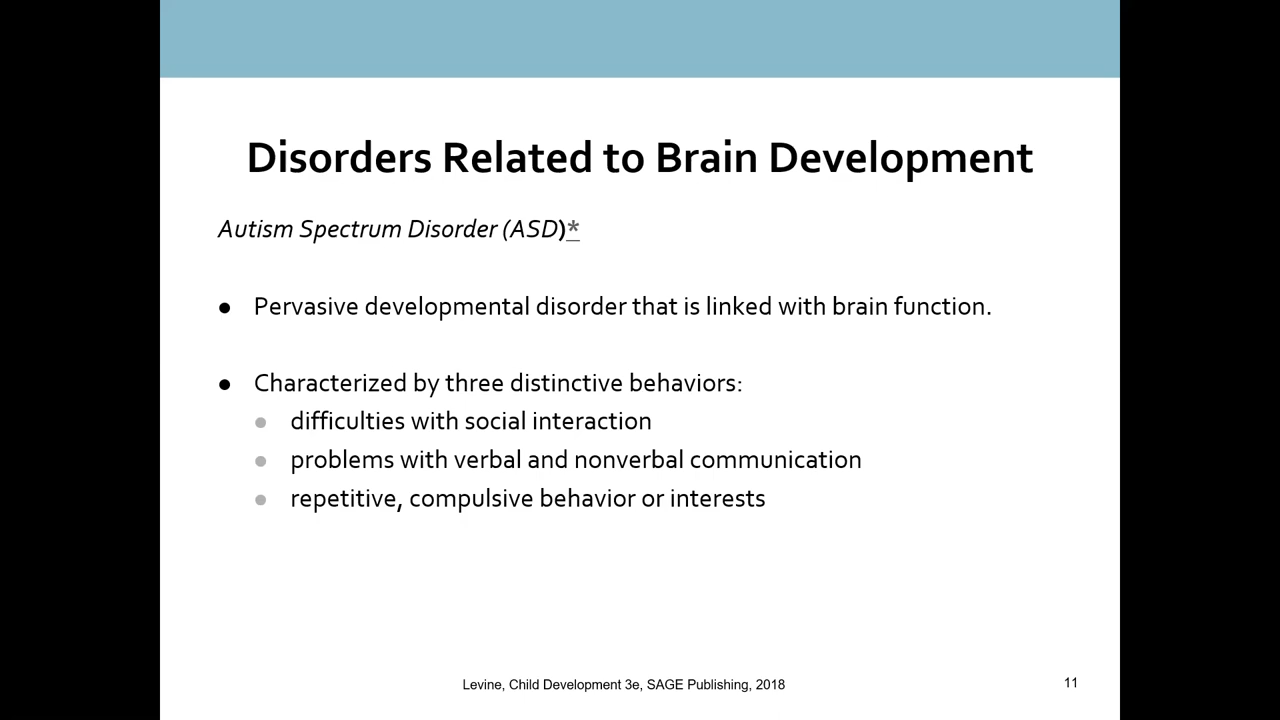 Disorders Related to Brain Development
Autism Spectrum Disorder (ASD)*
● Pervasive developmental disorder that is linked with brain function.
● Characterized by three distinctive behaviors:
● difficulties with social interaction
● problems with verbal and nonverbal communication
● repetitive, compulsive behavior or interests
Levine, Child Development 3e, SAGE Publishing, 2018
11